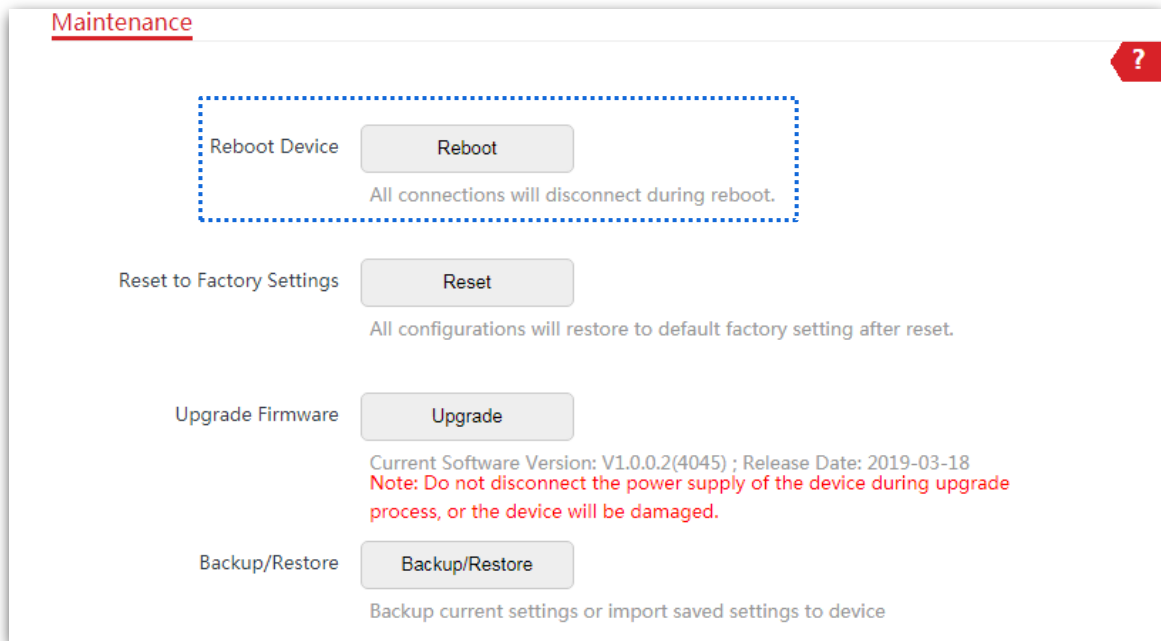 Maintenance
?
Reboot Device
Reboot
All connections will disconnect during reboot.
Reset to Factory Settings
Reset
All configurations will restore to default factory setting after reset.
Upgrade Firmware
Upgrade
Current Software Version: V1.0.0.2(4045) ; Release Date: 2019-03-18
Note: Do not disconnect the power supply of the device during upgrade
process, or the device will be damaged.
Backup/Restore
Backup/Restore
Backup current settings or import saved settings to device